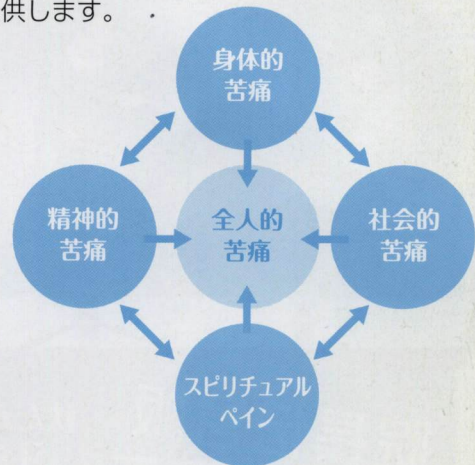 供します。
身体的
苦痛
精神的
苦痛
全人的
苦痛
社会的
苦痛
スピリチュアル
ペイン